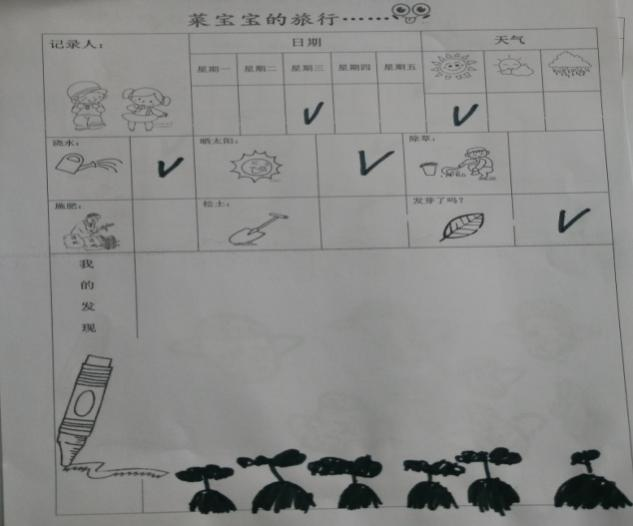 菜宝宝的旅行……
记录人： 日期 天气
星期一 星期二 星期三 星期四 星期五
浇水： 晒太阳： 除草：
施肥： 松土： 发芽了吗？
我
的
发
现